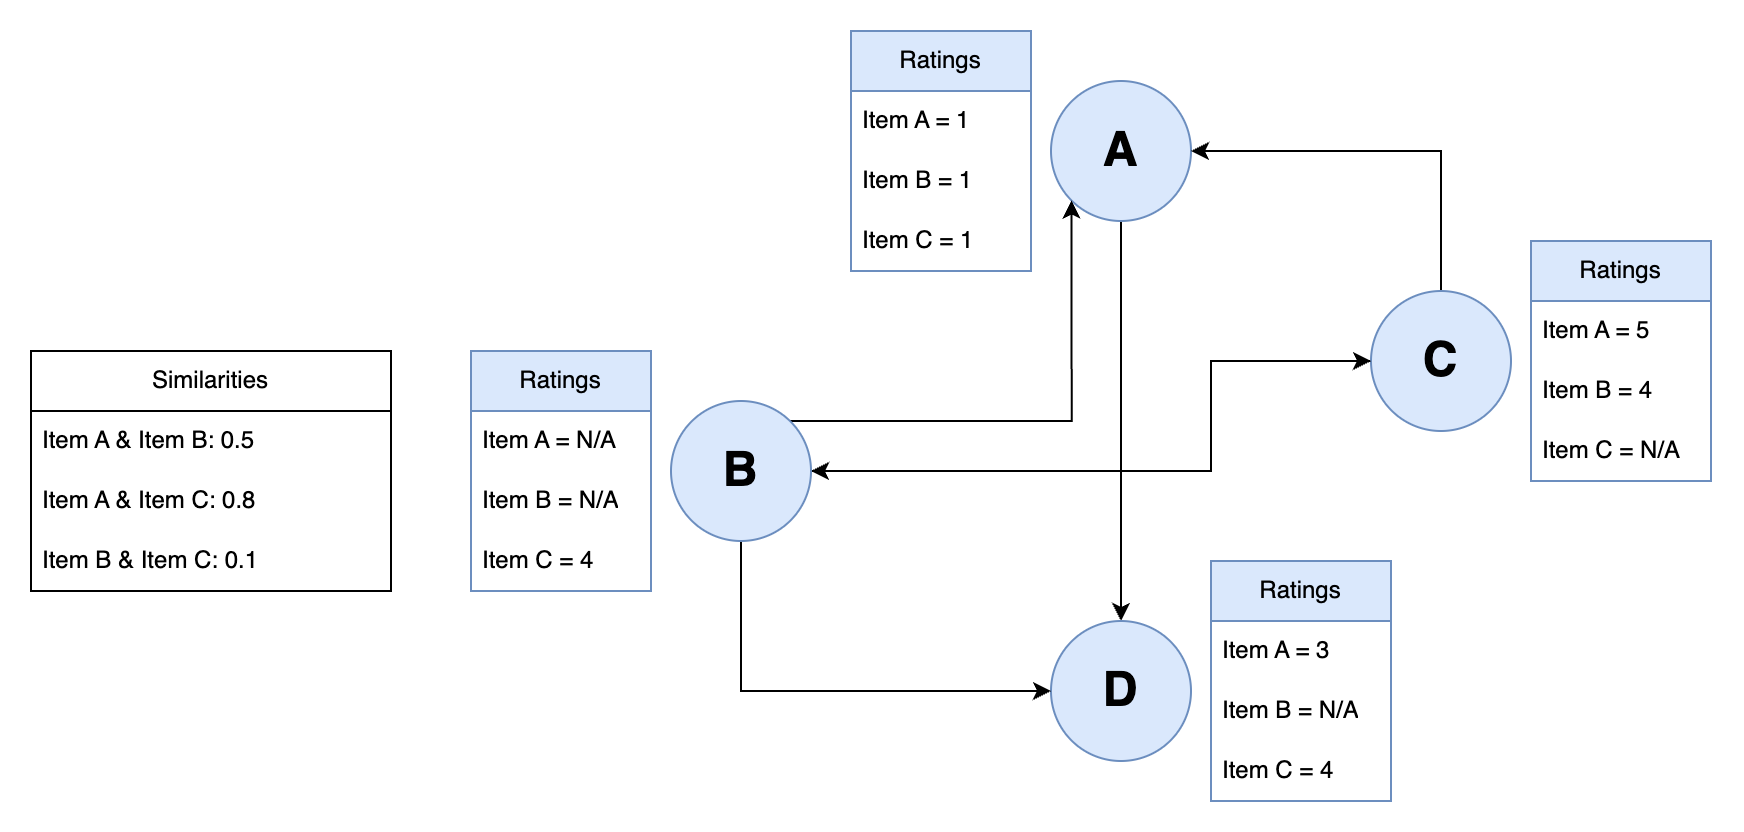 Ratings
Item A = 1
Item B = 1
Item C = 1
A
Ratings
Item A = 5
Item B = 4
Item C = N/A
C
Similarities
Item A & Item B: 0.5
Item A & Item C: 0.8
Item B & Item C: 0.1
Ratings
Item A = N/A
Item B = N/A
Item C = 4
B
Ratings
Item A = 3
Item B = N/A
Item C = 4
D